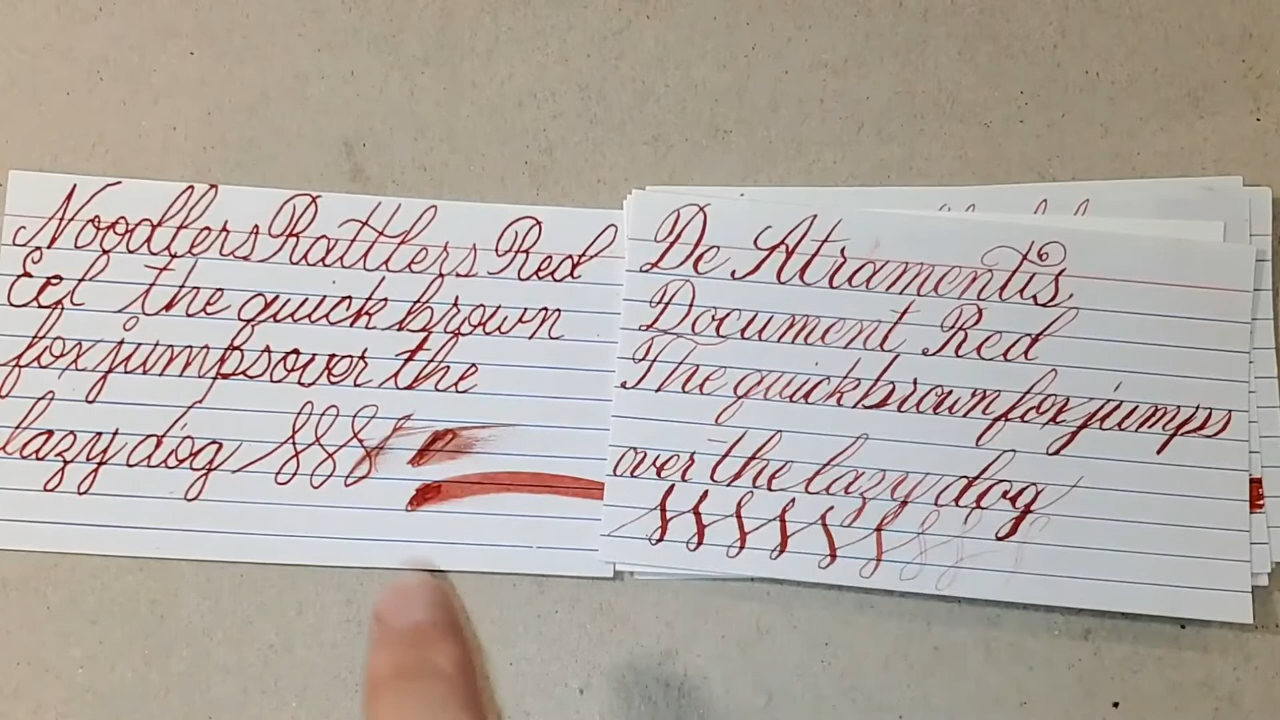 Noodlers Rattlers Red
Eel the quick brown
fox jumps over the
lazy dog
De Atramentis
Document Red
The quick brown fox jumps
over the lazy dog